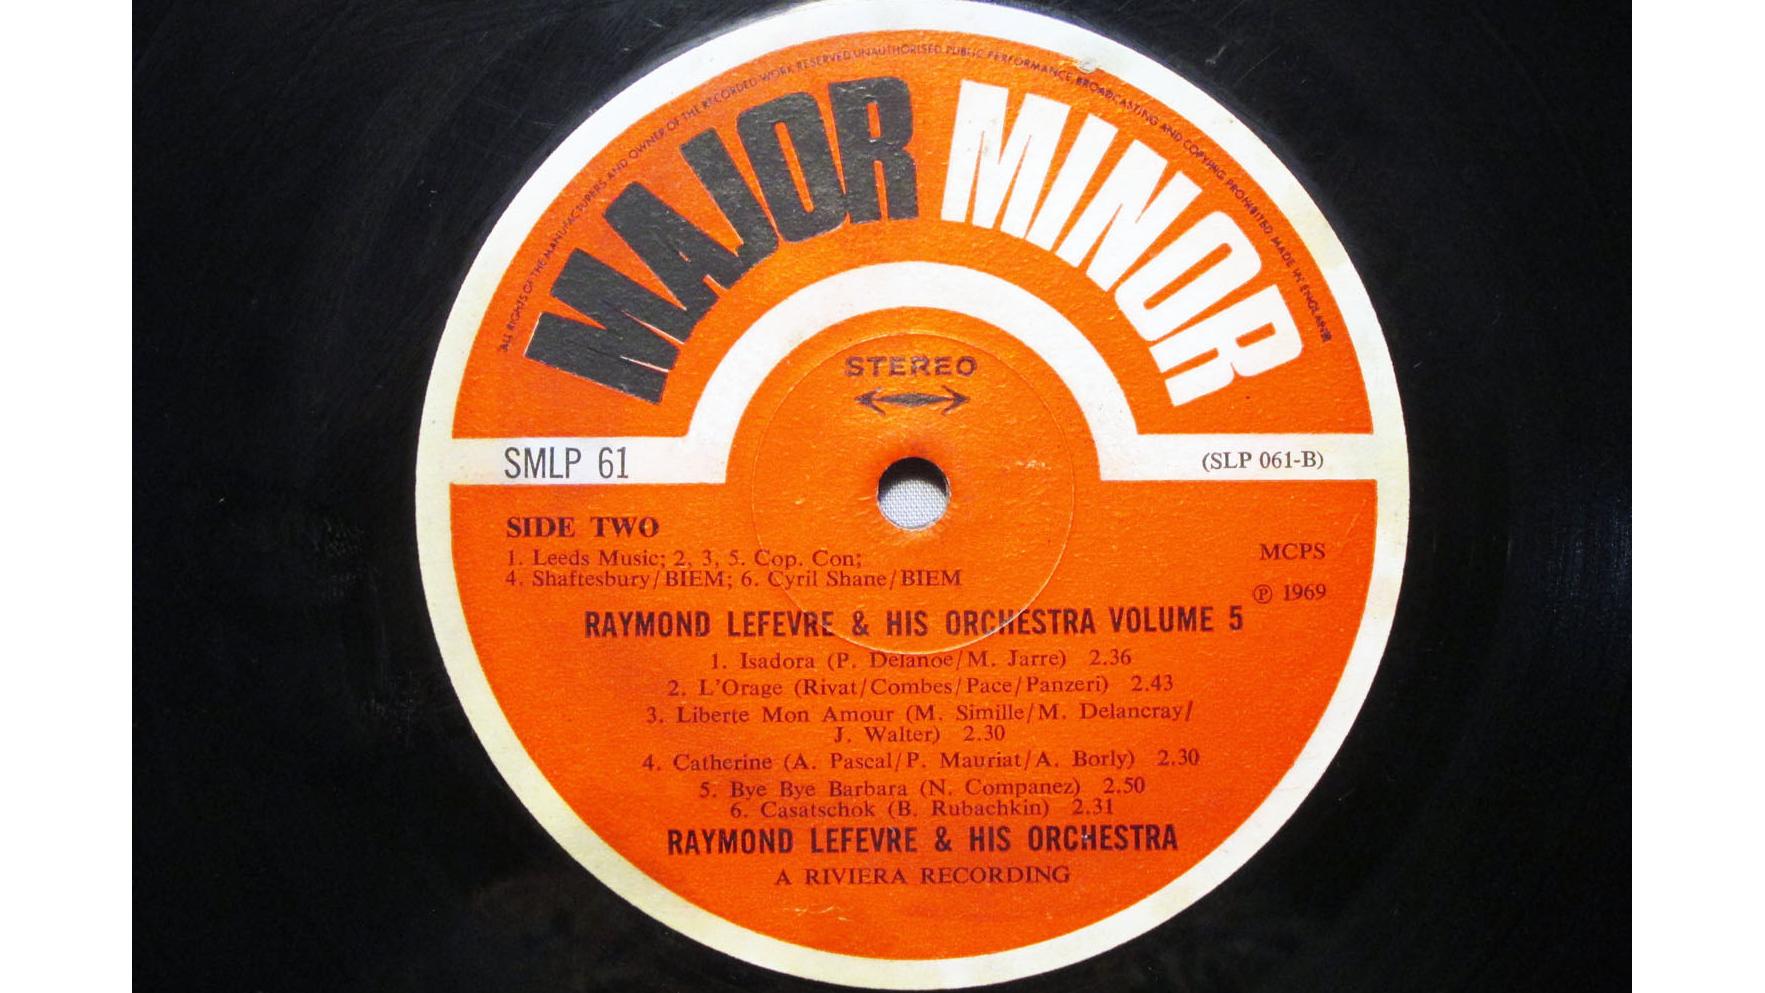 ALL RIGHTS OF THE MANUFACTURERS AND OWNER OF THE RECORDED WORK RESERVED UNAUTHORISED PUBLIC PERFORMANCE BROADCASTING AND COPYING PROHIBITED MADE IN ENGLAND
MAJOR MINOR
STEREO
SMLP 61
(SLP 061-B)
SIDE TWO
1. Leeds Music; 2, 3, 5. Cop. Con;
4. Shaftesbury/BIEM; 6. Cyril Shane/BIEM
MCPS
℗ 1969
RAYMOND LEFEVRE & HIS ORCHESTRA VOLUME 5
1. Isadora (P. Delanoe/M. Jarre) 2.36
2. L'Orage (Rivat/Combes/Pace/Panzeri) 2.43
3. Liberte Mon Amour (M. Simille/M. Delancray/
J. Walter) 2.30
4. Catherine (A. Pascal/P. Mauriat/A. Borly) 2.30
5. Bye Bye Barbara (N. Companez) 2.50
6. Casatschok (B. Rubachkin) 2.31
RAYMOND LEFEVRE & HIS ORCHESTRA
A RIVIERA RECORDING